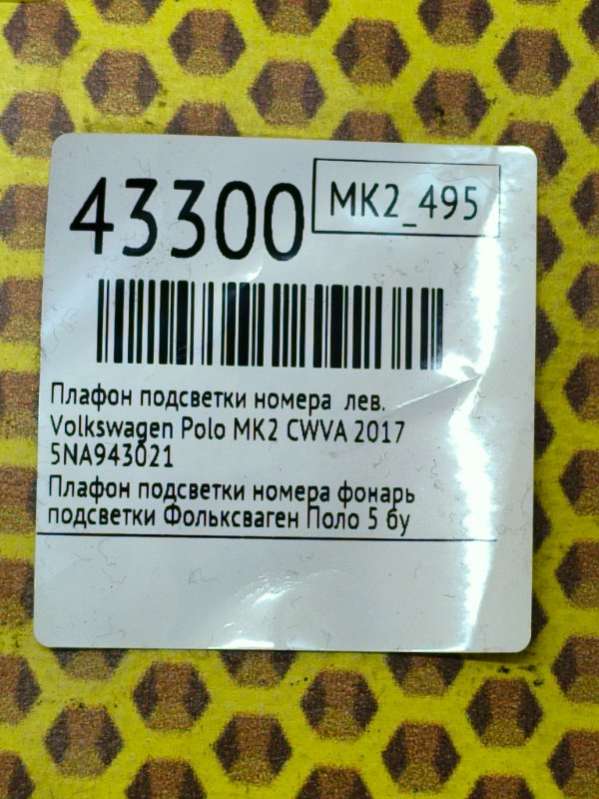 43300
MK2_495
Плафон подсветки номера лев.
Volkswagen Polo MK2 CWVA 2017
5NA943021
Плафон подсветки номера фонарь
подсветки Фольксваген Поло 5 бу